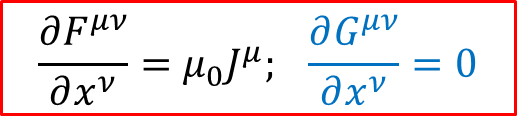 ∂F^{μν}/∂x^ν = μ₀J^μ; ∂G^{μν}/∂x^ν = 0